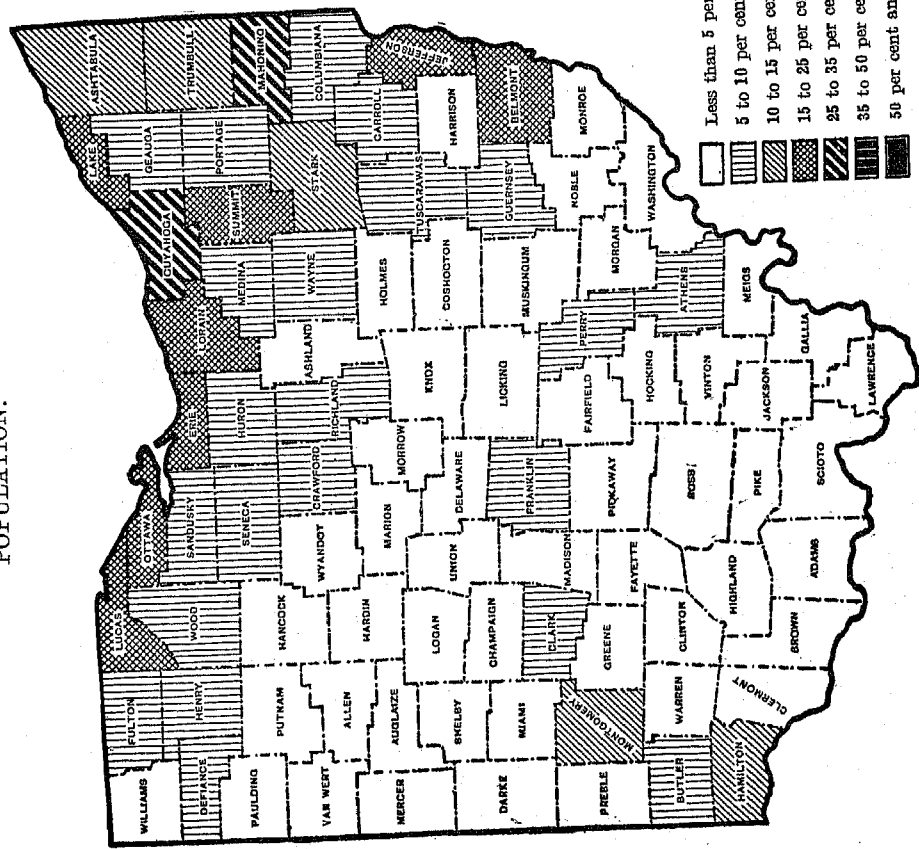 POPULATION.
WILLIAMS
FULTON
LUCAS
OTTAWA
DEFIANCE
HENRY
WOOD
SANDUSKY
ERIE
LORAIN
CUYAHOGA
LAKE
GEAUGA
ASHTABULA
TRUMBULL
PAULDING
PUTNAM
HANCOCK
SENECA
HURON
MEDINA
SUMMIT
PORTAGE
MAHONING
VAN WERT
ALLEN
WYANDOT
CRAWFORD
RICHLAND
ASHLAND
WAYNE
STARK
COLUMBIANA
MERCER
AUGLAIZE
HARDIN
MARION
MORROW
KNOX
HOLMES
TUSCARAWAS
CARROLL
JEFFERSON
HARRISON
DARKE
SHELBY
LOGAN
UNION
DELAWARE
LICKING
COSHOCTON
GUERNSEY
BELMONT
MIAMI
CHAMPAIGN
CLARK
MADISON
FRANKLIN
FAIRFIELD
PERRY
MUSKINGUM
NOBLE
MONROE
PREBLE
MONTGOMERY
GREENE
FAYETTE
PICKAWAY
HOCKING
MORGAN
WASHINGTON
BUTLER
WARREN
CLINTON
ROSS
VINTON
ATHENS
HAMILTON
CLERMONT
HIGHLAND
PIKE
JACKSON
MEIGS
BROWN
ADAMS
SCIOTO
GALLIA
LAWRENCE
Less than 5 per
5 to 10 per cen
10 to 15 per cen
15 to 25 per ce
25 to 35 per ce
35 to 50 per ce
50 per cent an